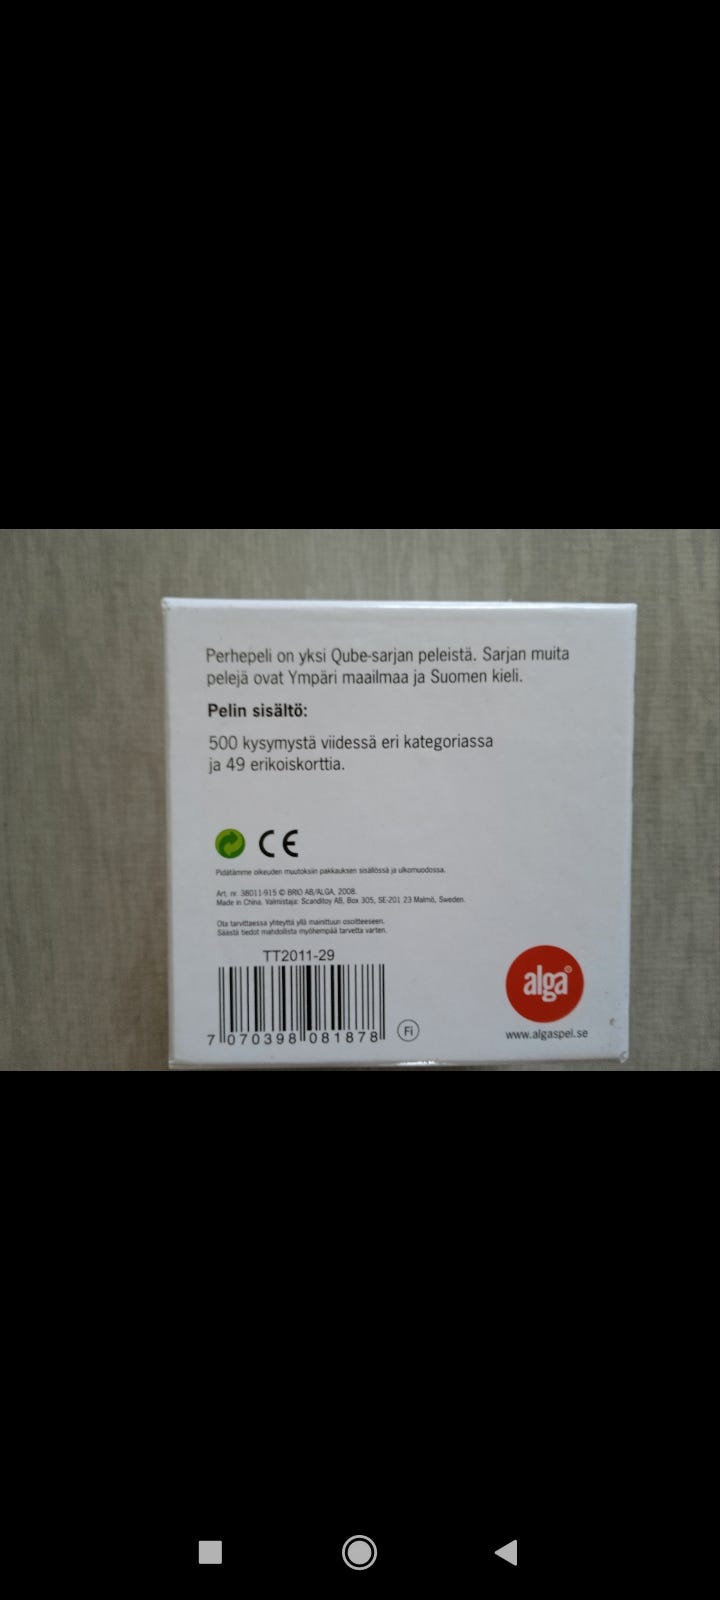 Perhepeli on yksi Qube-sarjan peleistä. Sarjan muita
pelejä ovat Ympäri maailmaa ja Suomen kieli.
Pelin sisältö:
500 kysymystä viidessä eri kategoriassa
ja 49 erikoiskorttia.
CE
Pidätämme oikeuden muutoksiin pakkauksen sisällössä ja ulkomuodossa.
Art. nr. 38011-915 © BRIO AB/ALGA, 2008.
Made in China. Valmistaja: Scanditoy AB, Box 305, SE-201 23 Malmö, Sweden.
Ota tarvittaessa yhteyttä yllä mainittuun osoitteeseen.
Säästä tiedot mahdollista myöhempää tarvetta varten.
TT2011-29
7 070398 081878
Fi
alga
www.algaspel.se